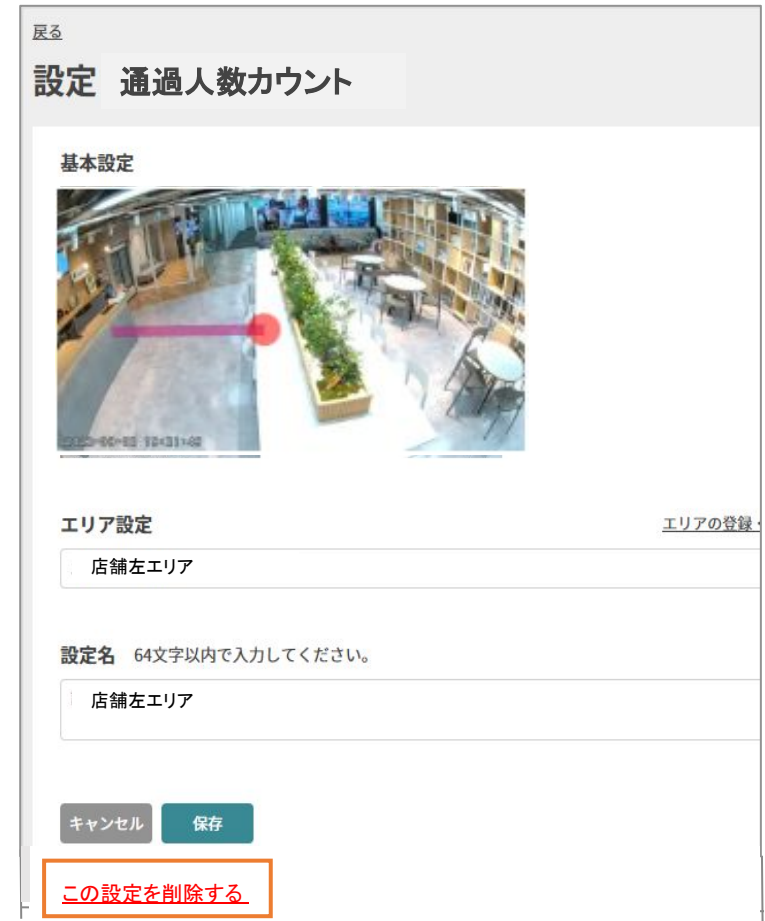 戻る
設定 通過人数カウント
基本設定
エリア設定
エリアの登録・
店舗左エリア
設定名 64文字以内で入力してください。
店舗左エリア
キャンセル 保存
この設定を削除する